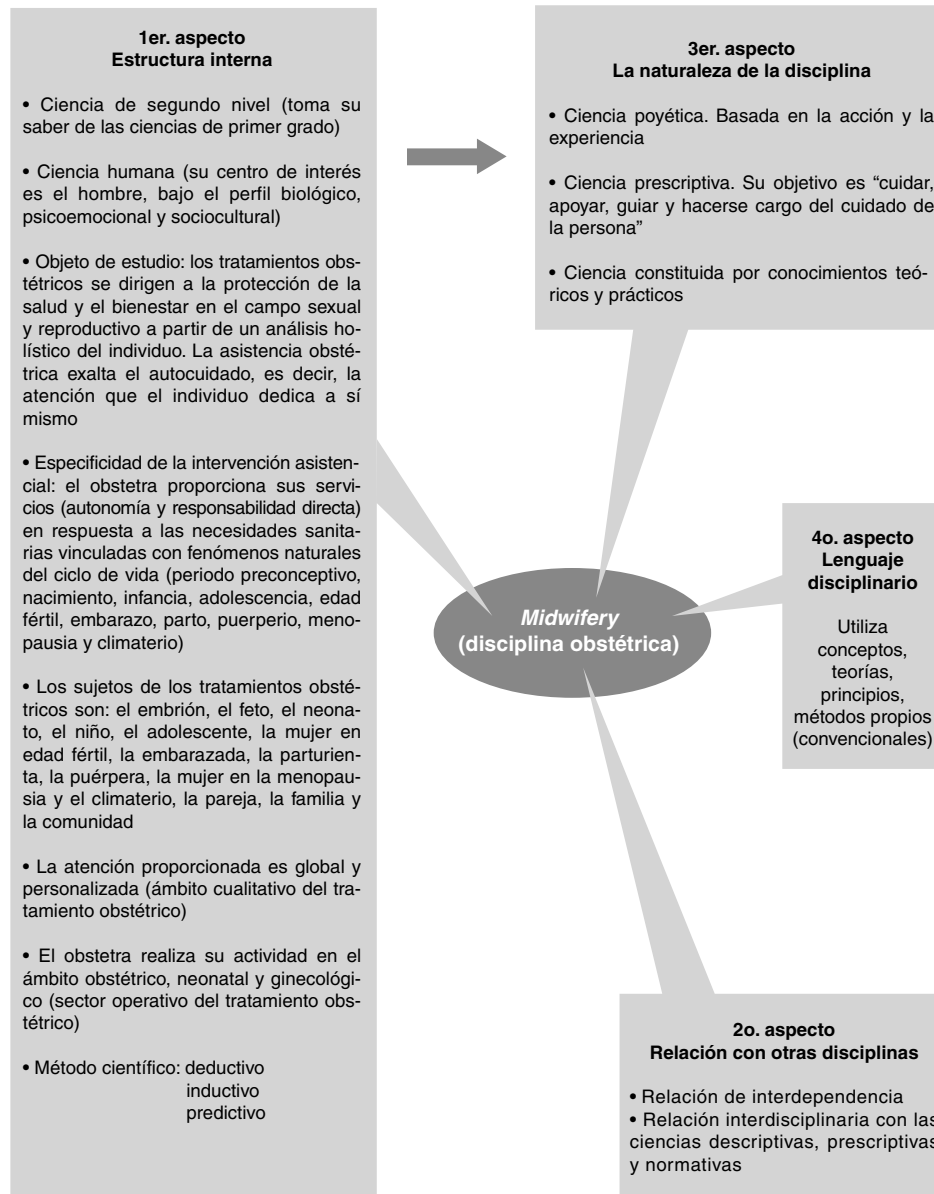 1er. aspecto
Estructura interna
• Ciencia de segundo nivel (toma su
saber de las ciencias de primer grado)
• Ciencia humana (su centro de interés
es el hombre, bajo el perfil biológico,
psicoemocional y sociocultural)
• Objeto de estudio: los tratamientos obs-
tétricos se dirigen a la protección de la
salud y el bienestar en el campo sexual
y reproductivo a partir de un análisis ho-
lístico del individuo. La asistencia obsté-
trica exalta el autocuidado, es decir, la
atención que el individuo dedica a sí
mismo
• Especificidad de la intervención asisten-
cial: el obstetra proporciona sus servi-
cios (autonomía y responsabilidad directa)
en respuesta a las necesidades sanita-
rias vinculadas con fenómenos naturales
del ciclo de vida (periodo preconceptivo,
nacimiento, infancia, adolescencia, edad
fértil, embarazo, parto, puerperio, meno-
pausia y climaterio)
• Los sujetos de los tratamientos obsté-
tricos son: el embrión, el feto, el neona-
to, el niño, el adolescente, la mujer en
edad fértil, la embarazada, la parturien-
ta, la puérpera, la mujer en la menopau-
sia y el climaterio, la pareja, la familia y
la comunidad
• La atención proporcionada es global y
personalizada (ámbito cualitativo del tra-
tamiento obstétrico)
• El obstetra realiza su actividad en el
ámbito obstétrico, neonatal y ginecológi-
co (sector operativo del tratamiento obs-
tétrico)
• Método científico: deductivo
inductivo
predictivo
3er. aspecto
La naturaleza de la disciplina
• Ciencia poyética. Basada en la acción y la
experiencia
• Ciencia prescriptiva. Su objetivo es “cuidar,
apoyar, guiar y hacerse cargo del cuidado de
la persona”
• Ciencia constituida por conocimientos teó-
ricos y prácticos
Midwifery
(disciplina obstétrica)
4o. aspecto
Lenguaje
disciplinario
Utiliza
conceptos,
teorías,
principios,
métodos propios
(convencionales)
2o. aspecto
Relación con otras disciplinas
• Relación de interdependencia
• Relación interdisciplinaria con las
ciencias descriptivas, prescriptivas
y normativas